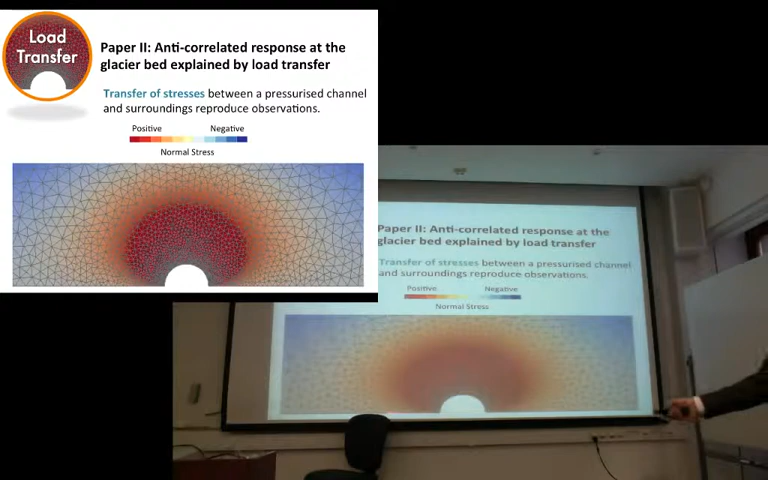 Load
Transfer
Paper II: Anti-correlated response at the
glacier bed explained by load transfer
Transfer of stresses between a pressurised channel
and surroundings reproduce observations.
Positive Negative
Normal Stress
Paper II: Anti-correlated response at the
glacier bed explained by load transfer
Transfer of stresses between a pressurised channel
and surroundings reproduce observations.
Positive Negative
Normal Stress